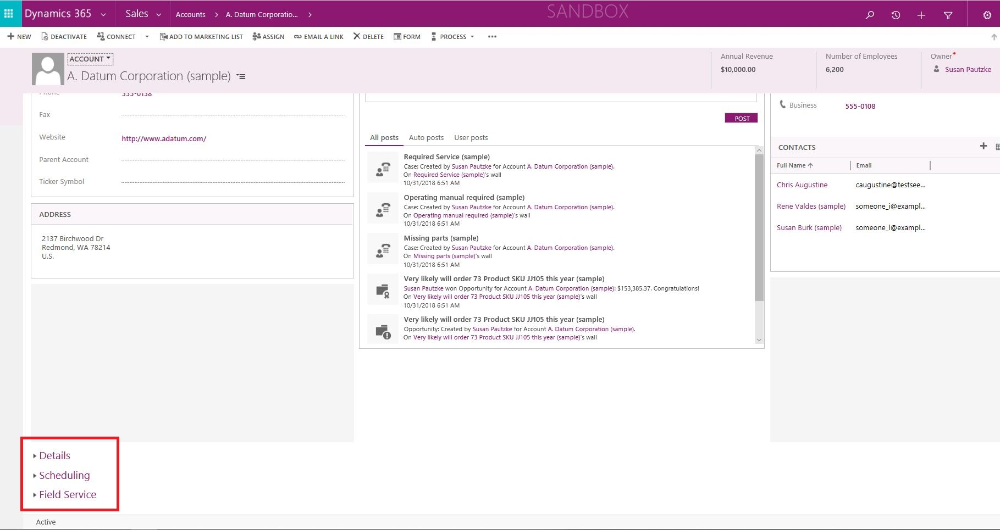 Dynamics 365 Sales Accounts A. Datum Corporatio... SANDBOX
NEW DEACTIVATE CONNECT ADD TO MARKETING LIST ASSIGN EMAIL A LINK DELETE FORM PROCESS ...
ACCOUNT
A. Datum Corporation (sample)
Annual Revenue
$10,000.00
Number of Employees
6,200
Owner*
Susan Pautzke
Phone 555-0158
Fax
Website http://www.adatum.com/
Parent Account
Ticker Symbol
ADDRESS
2137 Birchwood Dr
Redmond, WA 78214
U.S.
POST
All posts Auto posts User posts
Required Service (sample)
Case: Created by Susan Pautzke for Account A. Datum Corporation (sample).
On Required Service (sample)'s wall
10/31/2018 6:51 AM
Operating manual required (sample)
Case: Created by Susan Pautzke for Account A. Datum Corporation (sample).
On Operating manual required (sample)'s wall
10/31/2018 6:51 AM
Missing parts (sample)
Case: Created by Susan Pautzke for Account A. Datum Corporation (sample).
On Missing parts (sample)'s wall
10/31/2018 6:51 AM
Very likely will order 73 Product SKU JJ105 this year (sample)
Susan Pautzke won Opportunity for Account A. Datum Corporation (sample): $153,385.37. Congratulations!
On Very likely will order 73 Product SKU JJ105 this year (sample)'s wall
10/31/2018 6:51 AM
Very likely will order 73 Product SKU JJ105 this year (sample)
Opportunity: Created by Susan Pautzke for Account A. Datum Corporation (sample).
On Very likely will order 73 Product SKU JJ105 this year (sample)'s wall
Business 555-0108
CONTACTS
Full Name Email
Chris Augustine caugustine@testsee...
Rene Valdes (sample) someone_i@exampl...
Susan Burk (sample) someone_l@exampl...
Details
Scheduling
Field Service
Active